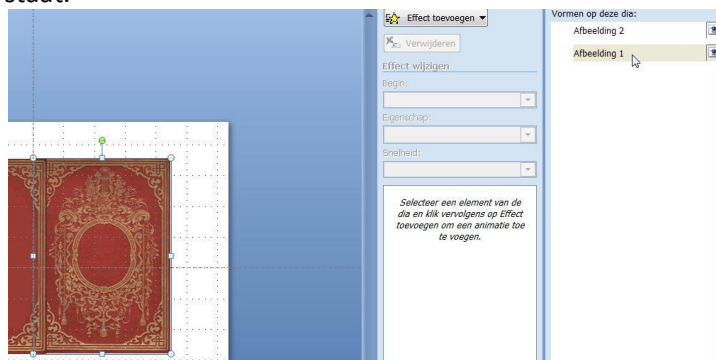 staat.
Effect toevoegen
Verwijderen
Effect wijzigen
Begin:
Eigenschap:
Snelheid:
Selecteer een element van de
dia en klik vervolgens op Effect
toevoegen om een animatie toe
te voegen.
Vormen op deze dia:
Afbeelding 2
Afbeelding 1